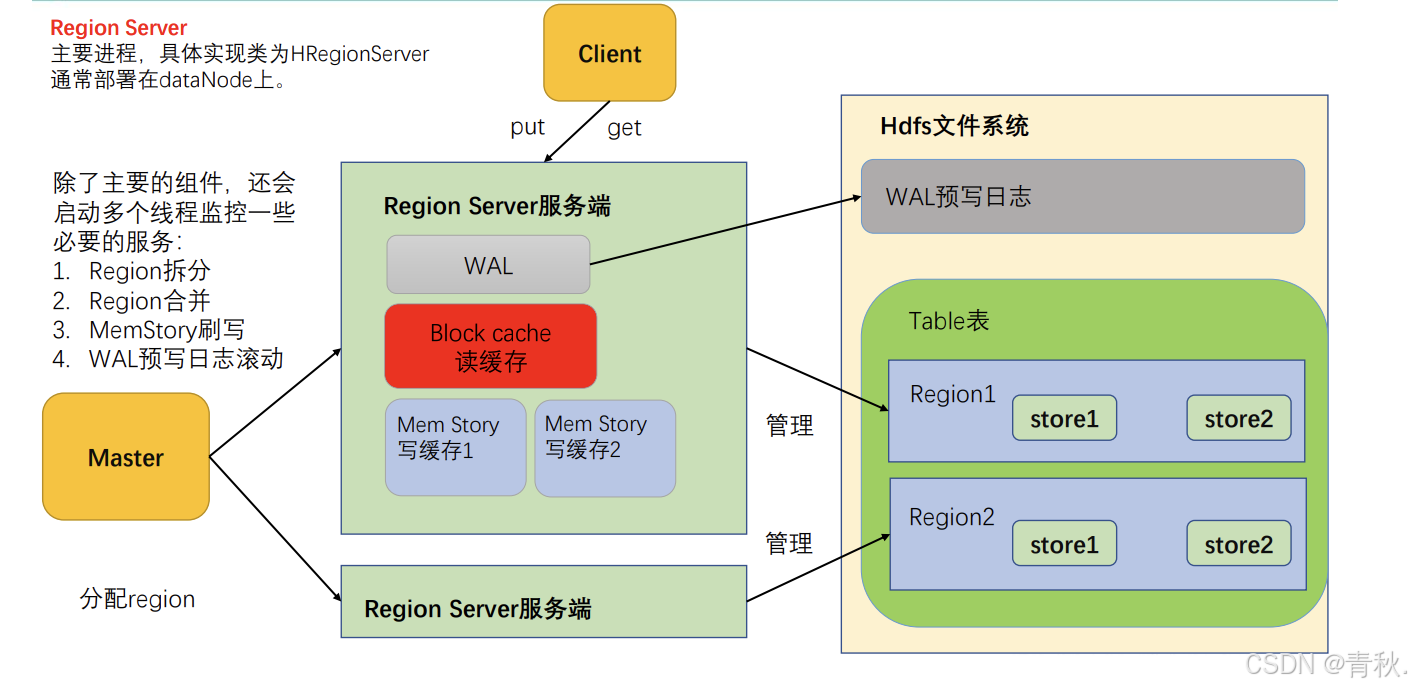 Region Server
主要进程，具体实现类为HRegionServer
通常部署在dataNode上。
Client
put
get
除了主要的组件，还会
启动多个线程监控一些
必要的服务：
1. Region拆分
2. Region合并
3. MemStory刷写
4. WAL预写日志滚动
Master
分配region
Region Server服务端
WAL
Block cache
读缓存
Mem Story
写缓存1
Mem Story
写缓存2
Region Server服务端
管理
管理
Hdfs文件系统
WAL预写日志
Table表
Region1
store1
store2
Region2
store1
store2
CSDN @青秋.